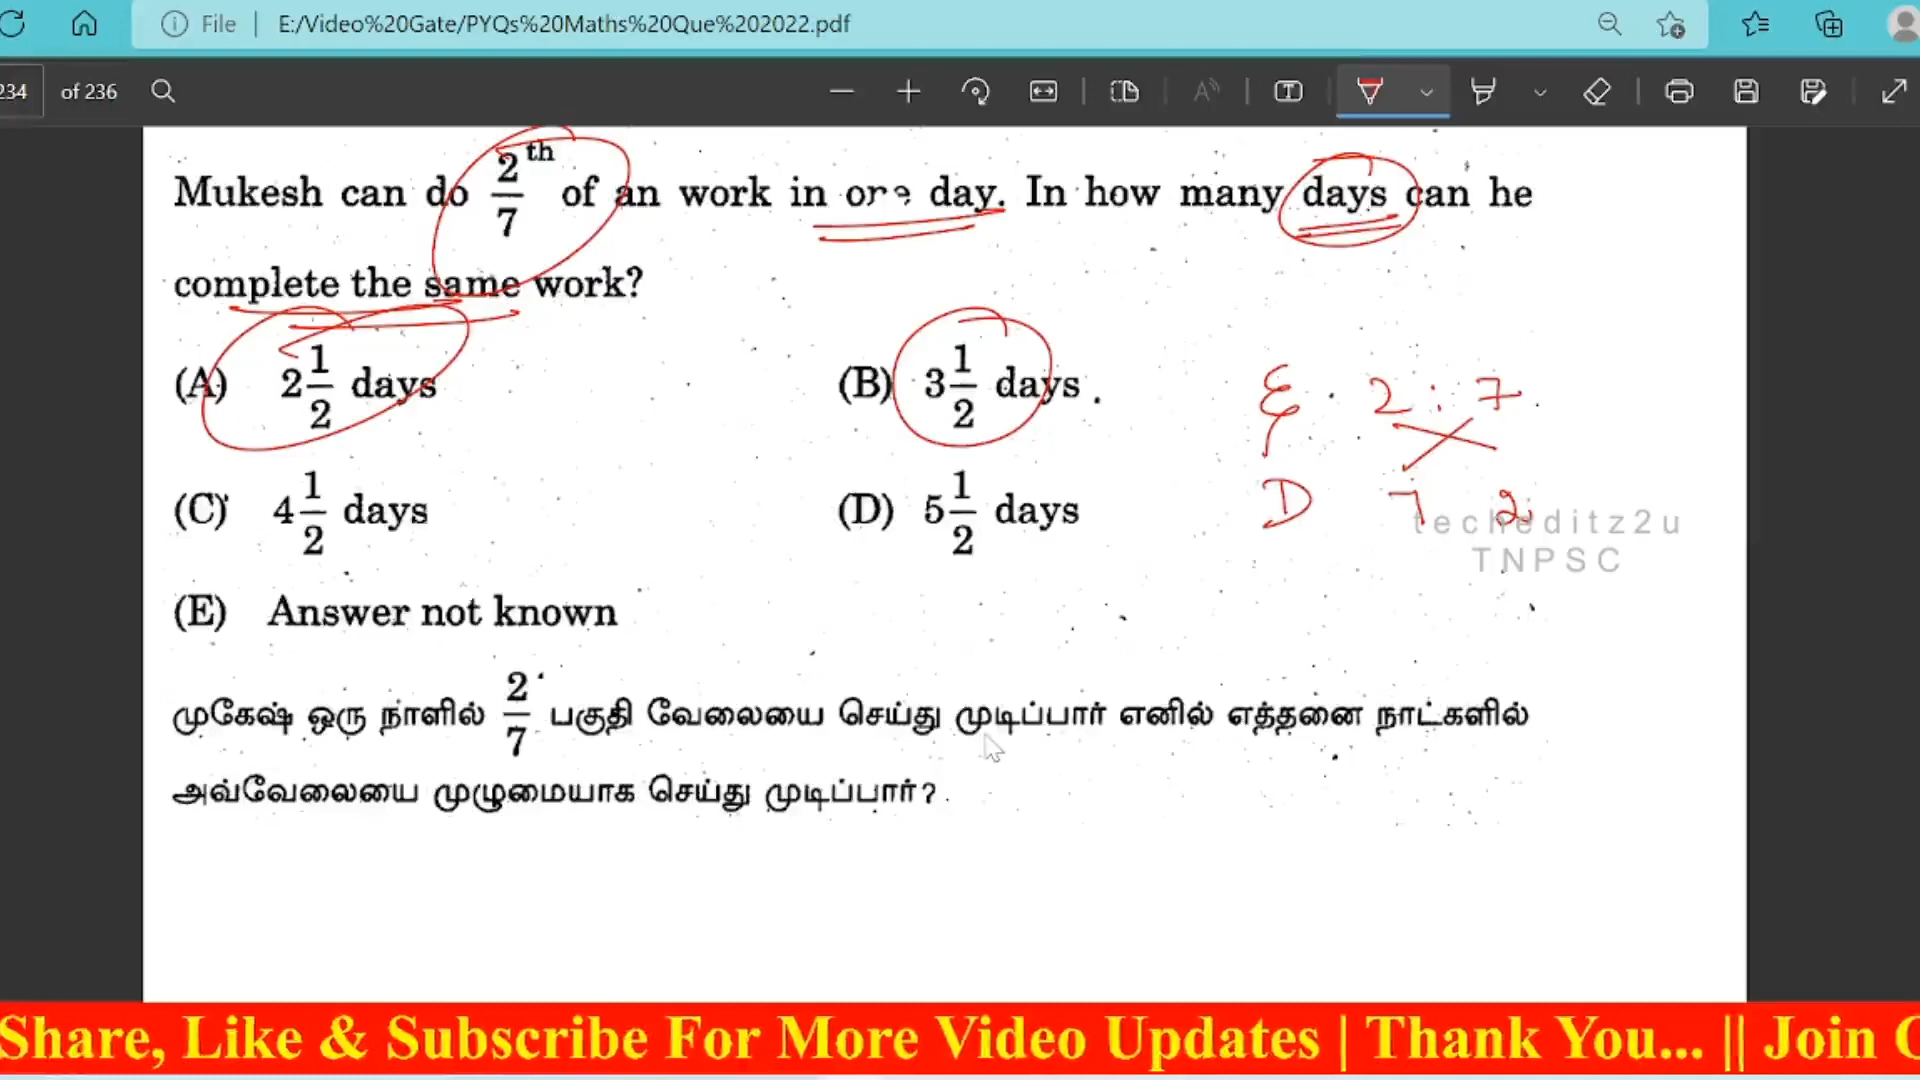 File | E:/Video%20Gate/PYQs%20Maths%20Que%202022.pdf
234 of 236
Mukesh can do 2/7 th of an work in one day. In how many days can he
complete the same work?
(A) 2 1/2 days (B) 3 1/2 days
(C) 4 1/2 days (D) 5 1/2 days
(E) Answer not known
2 : 7
D 7 2
techeditz2u
TNPSC
முகேஷ் ஒரு நாளில் 2/7 பகுதி வேலையை செய்து முடிப்பார் எனில் எத்தனை நாட்களில்
அவ்வேலையை முழுமையாக செய்து முடிப்பார்?
Share, Like & Subscribe For More Video Updates | Thank You... || Join